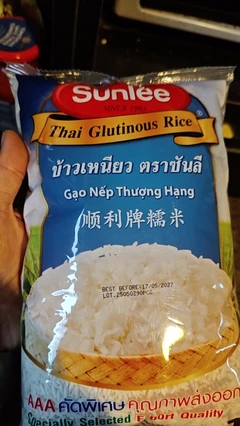 Sunlee
SINCE 1992
Thai Glutinous Rice ®
ข้าวเหนียว ตราซันลี
Gạo Nếp Thượng Hạng
顺利牌糯米
BEST BEFORE:17/05/2027
AAA คัดพิเศษ คุณภาพส่งออก
Specially Selected Export Quality